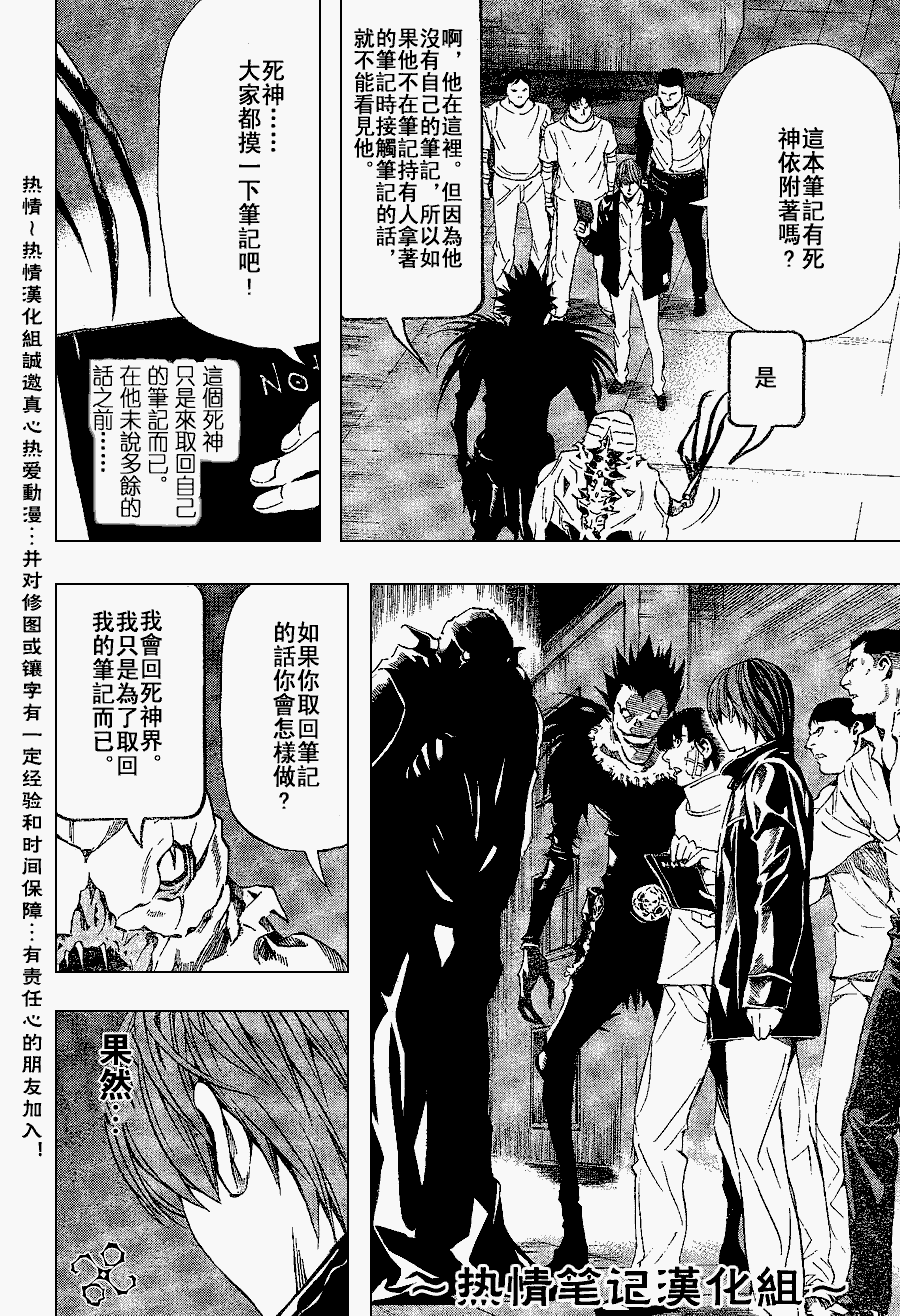 這本筆記有死
神依附著嗎?
是
啊，他在這裡。但因為他
沒有自己的筆記，所以如
果他不在筆記持有人拿著
的筆記時接觸筆記的話，
就不能看見他。
死神……
大家都摸一下筆記吧！
NOT
這個死神
只是來取回自己
的筆記而已。
在他未說多餘的
話之前……
如果你取回筆記
的話你會怎樣做?
我會回死神界。
我只是為了取回
我的筆記而已。
果然…
热情～热情漢化組誠邀真心热爱動漫…并对修图或镶字有一定经验和时间保障…有责任心的朋友加入！
～热情笔记漢化組～